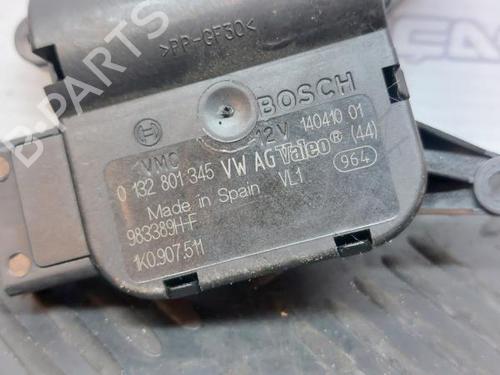 >PP-GF30<
B-PARTS
BOSCH
12V 140410 01
VMC
0 132 801 345 VW AG Valeo® (44)
Made in Spain VL1 964
983389H-F
1K0.907.511